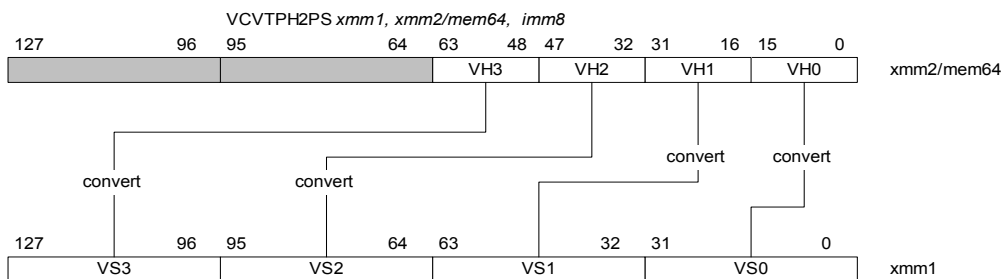 VCVTPH2PS xmm1, xmm2/mem64, imm8
127 96 95 64 63 48 47 32 31 16 15 0
VH3 VH2 VH1 VH0 xmm2/mem64
convert convert convert convert
127 96 95 64 63 32 31 0
VS3 VS2 VS1 VS0 xmm1